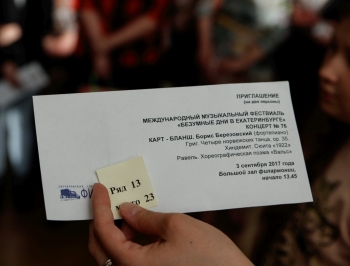 ПРИГЛАШЕНИЕ
(на две персоны)
МЕЖДУНАРОДНЫЙ МУЗЫКАЛЬНЫЙ ФЕСТИВАЛЬ
«БЕЗУМНЫЕ ДНИ В ЕКАТЕРИНБУРГЕ»
КОНЦЕРТ № 76
КАРТ - БЛАНШ. Борис Березовский (фортепиано)
Григ. Четыре норвежских танца, ор. 35.
Хиндемит. Сюита «1922»
Равель. Хореографическая поэма «Вальс»
3 сентября 2017 года
Большой зал филармонии,
начало 13.45
Ряд 13
23